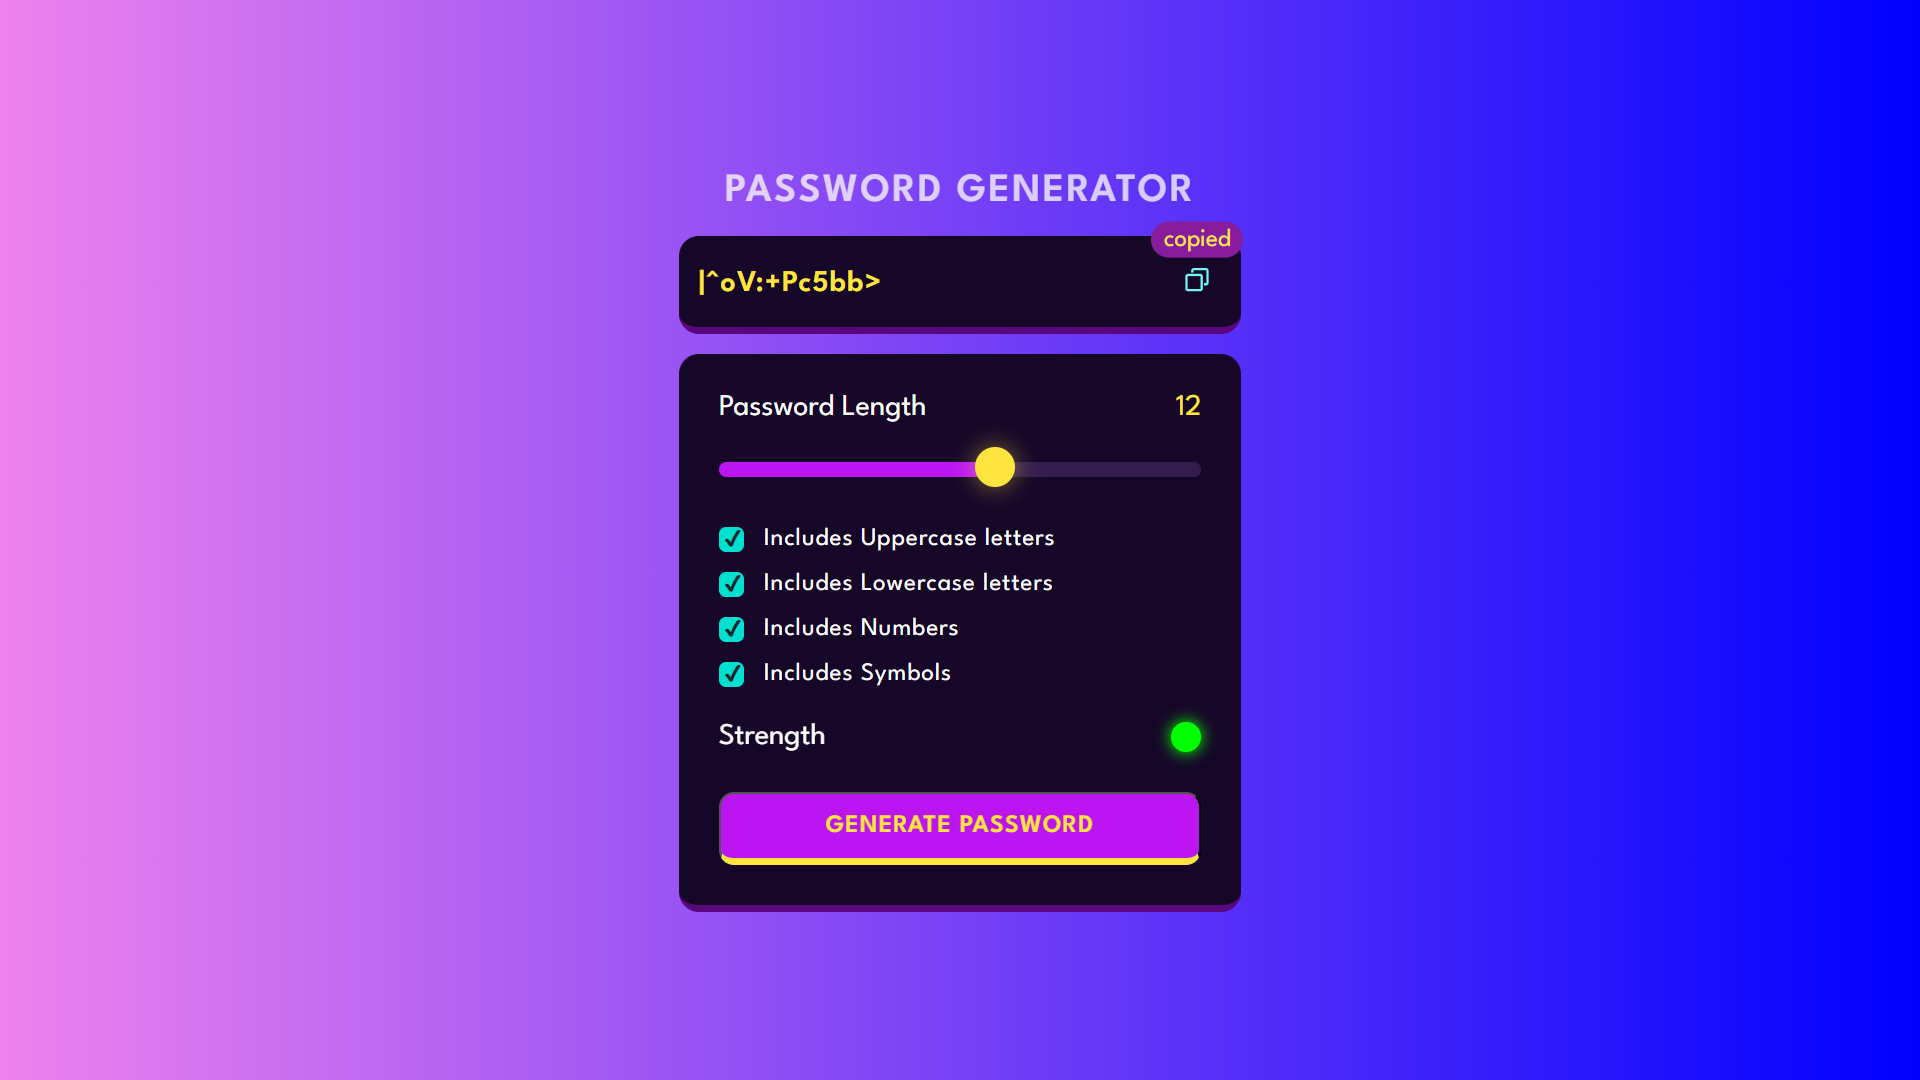 PASSWORD GENERATOR
copied
|^oV:+Pc5bb>
Password Length 12
Includes Uppercase letters
Includes Lowercase letters
Includes Numbers
Includes Symbols
Strength
GENERATE PASSWORD